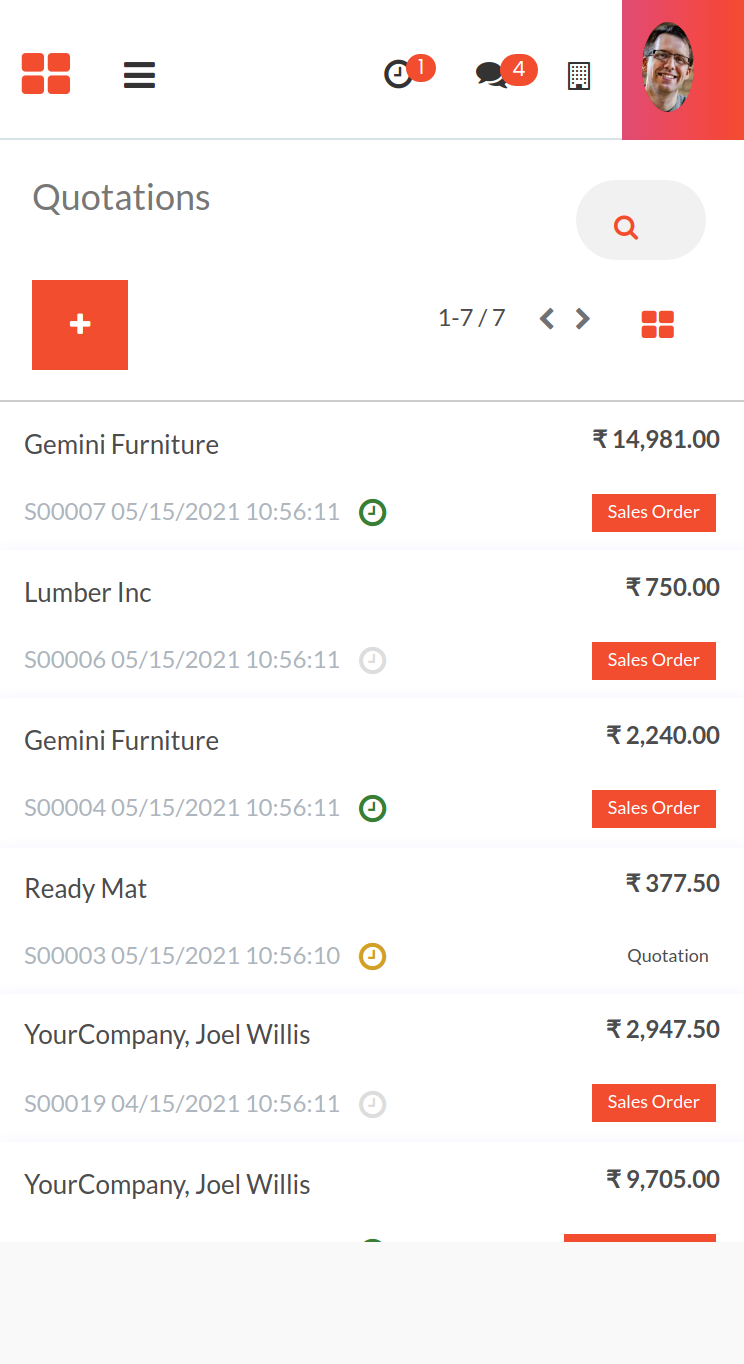 1
4
Quotations
1-7 / 7
Gemini Furniture
₹ 14,981.00
S00007 05/15/2021 10:56:11
Sales Order
Lumber Inc
₹ 750.00
S00006 05/15/2021 10:56:11
Sales Order
Gemini Furniture
₹ 2,240.00
S00004 05/15/2021 10:56:11
Sales Order
Ready Mat
₹ 377.50
S00003 05/15/2021 10:56:10
Quotation
YourCompany, Joel Willis
₹ 2,947.50
S00019 04/15/2021 10:56:11
Sales Order
YourCompany, Joel Willis
₹ 9,705.00